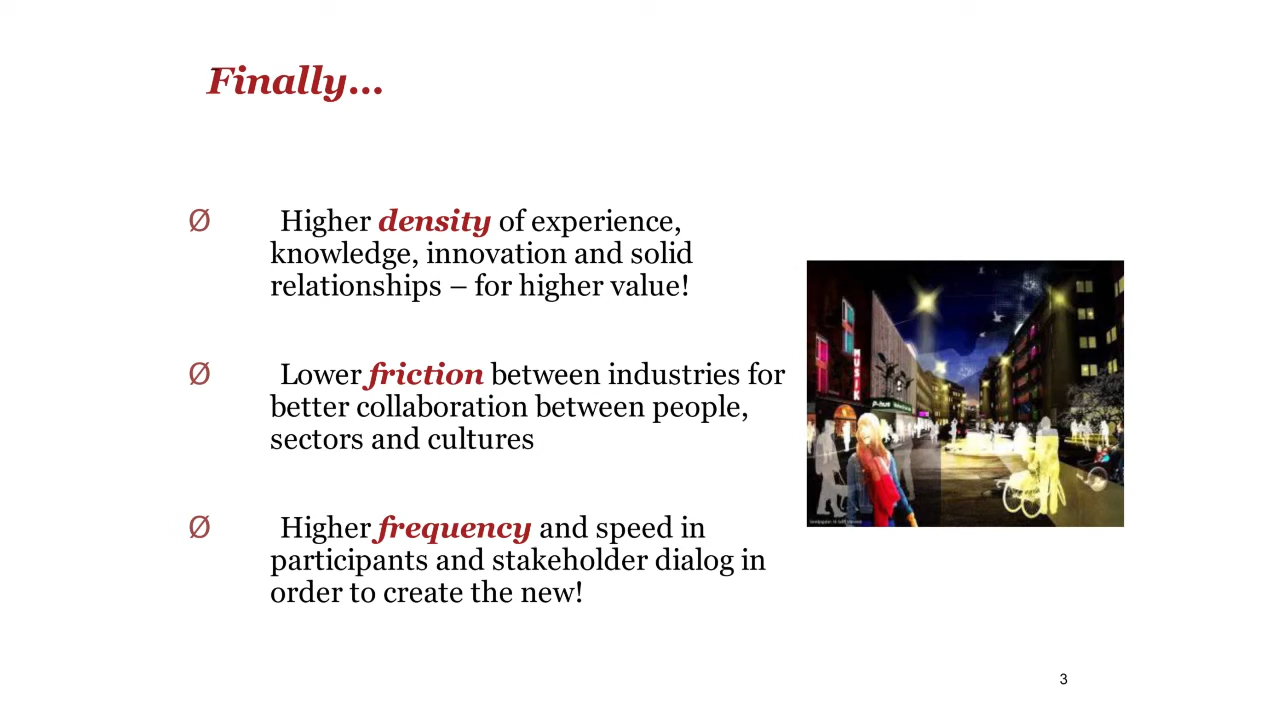 Finally...
Ø Higher density of experience,
knowledge, innovation and solid
relationships – for higher value!
Ø Lower friction between industries for
better collaboration between people,
sectors and cultures
Ø Higher frequency and speed in
participants and stakeholder dialog in
order to create the new!
MUSIK
P-hus
3